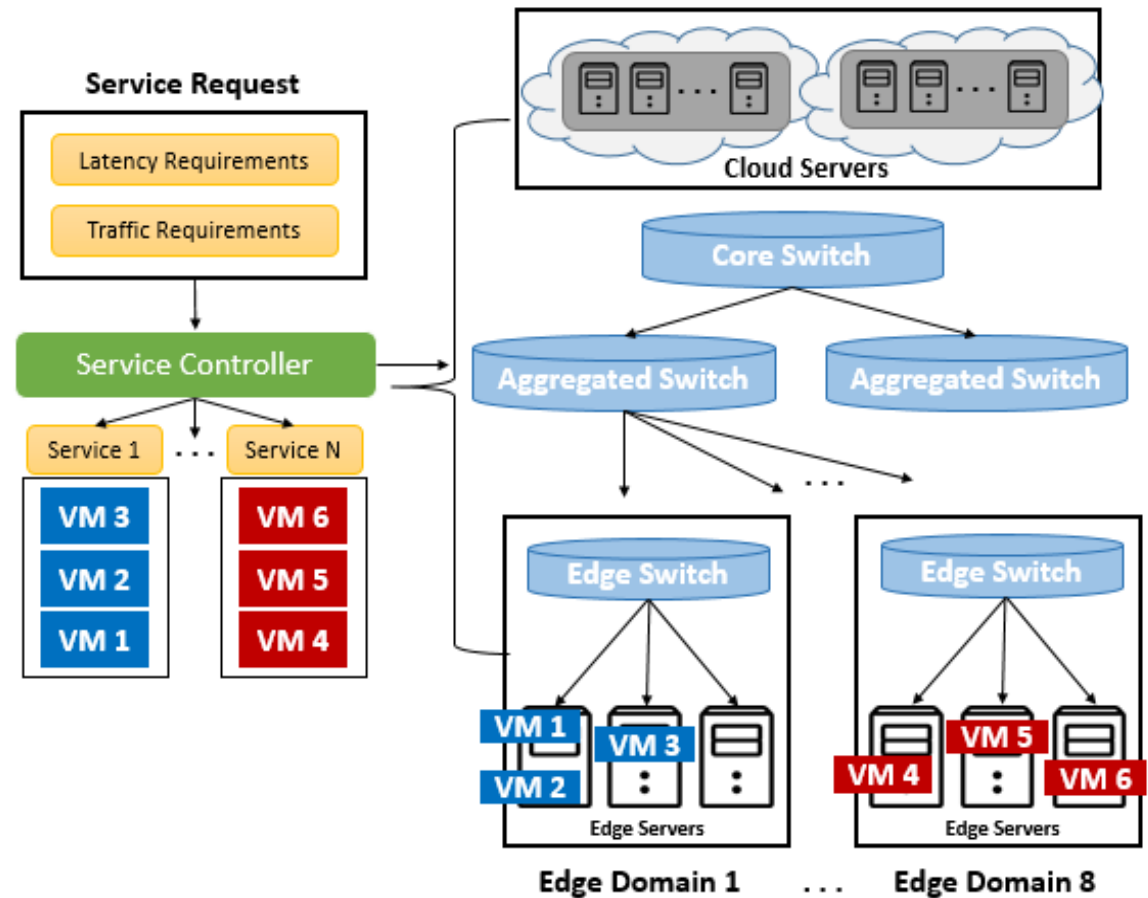 Service Request
Latency Requirements
Traffic Requirements
Service Controller
Service 1
. . .
Service N
VM 3
VM 2
VM 1
VM 6
VM 5
VM 4
. . .
. . .
Cloud Servers
Core Switch
Aggregated Switch
Aggregated Switch
. . .
Edge Switch
VM 1
VM 2
VM 3
Edge Servers
Edge Switch
VM 4
VM 5
VM 6
Edge Servers
Edge Domain 1
. . .
Edge Domain 8